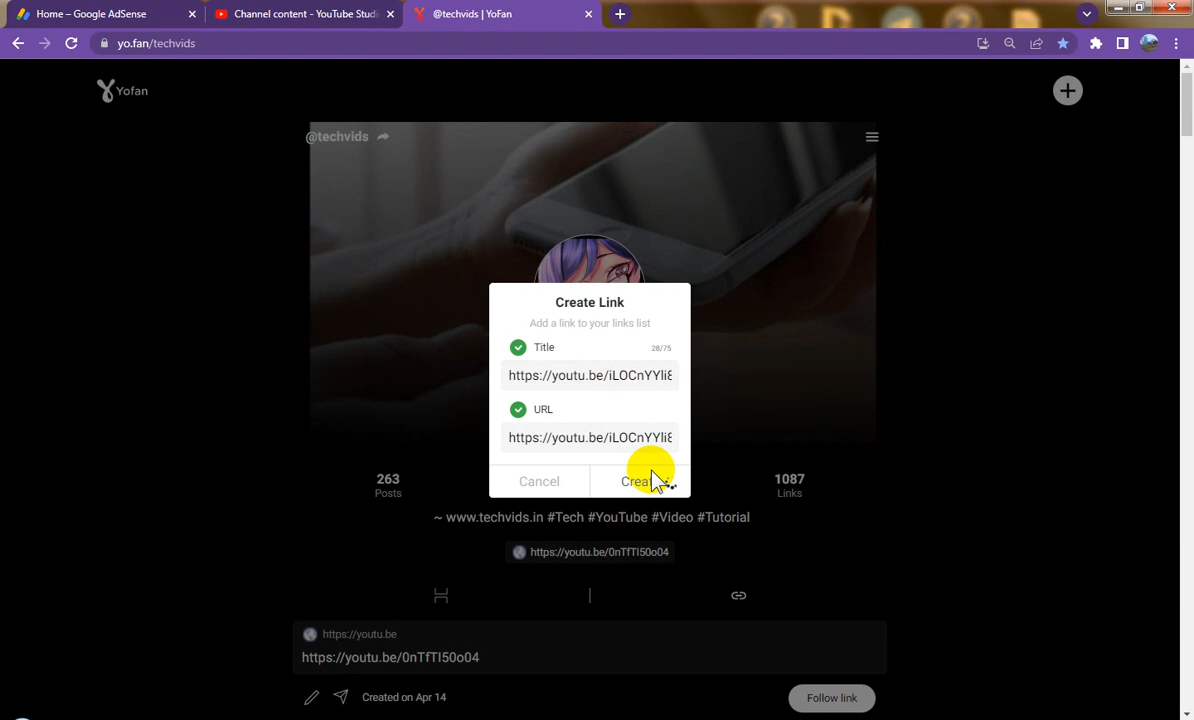 Home – Google AdSense
Channel content - YouTube Studi
@techvids | YoFan
yo.fan/techvids
Yofan
@techvids
Create Link
Add a link to your links list
Title
28/75
https://youtu.be/iLOCnYYli8
URL
https://youtu.be/iLOCnYYli8
Cancel
Create
263
Posts
1087
Links
~ www.techvids.in #Tech #YouTube #Video #Tutorial
https://youtu.be/0nTfTI50o04
https://youtu.be
https://youtu.be/0nTfTI50o04
Created on Apr 14
Follow link